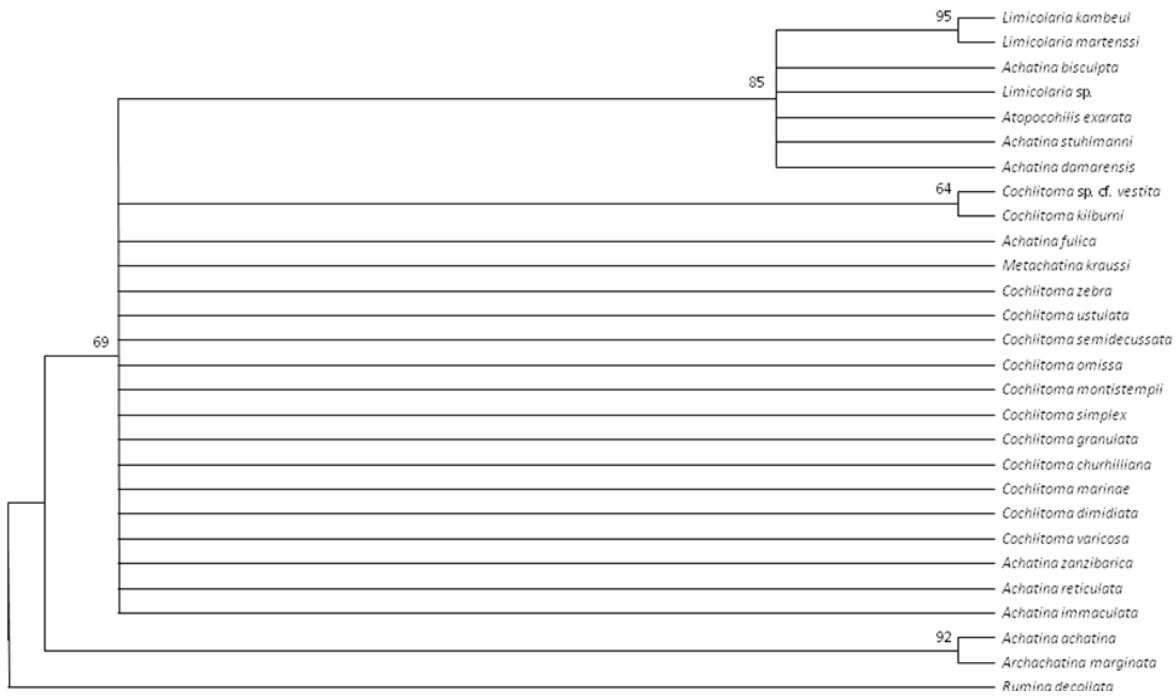 95
Limicolaria kambeul
Limicolaria martenssi
Achatina bisculpta
85
Limicolaria sp.
Atopocohilis exarata
Achatina stuhlmanni
Achatina damarensis
64
Cochlitoma sp. cf. vestita
Cochlitoma kilburni
Achatina fulica
Metachatina kraussi
Cochlitoma zebra
Cochlitoma ustulata
69
Cochlitoma semidecussata
Cochlitoma omissa
Cochlitoma montistempli
Cochlitoma simplex
Cochlitoma granulata
Cochlitoma churhilliana
Cochlitoma marinae
Cochlitoma dimidiata
Cochlitoma varicosa
Achatina zanzibarica
Achatina reticulata
Achatina immaculata
92
Achatina achatina
Archachatina marginata
Rumina decollata